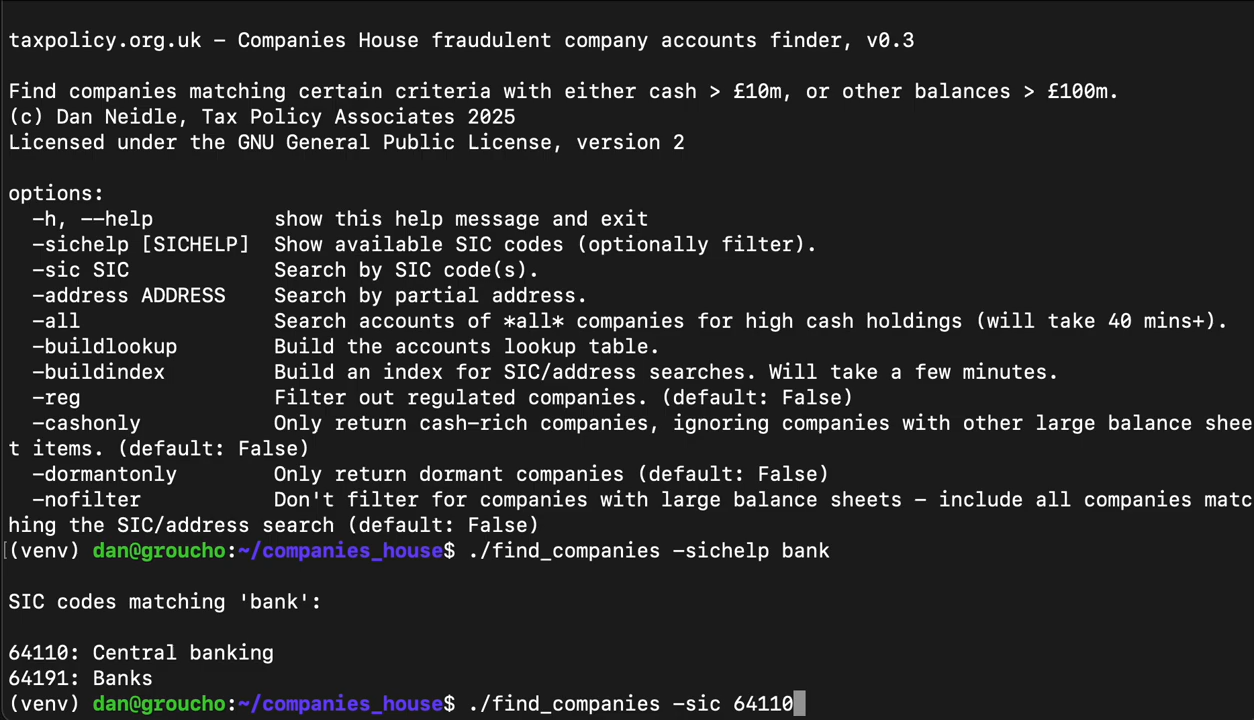 taxpolicy.org.uk – Companies House fraudulent company accounts finder, v0.3
Find companies matching certain criteria with either cash > £10m, or other balances > £100m.
(c) Dan Neidle, Tax Policy Associates 2025
Licensed under the GNU General Public License, version 2
options:
-h, --help show this help message and exit
-sichelp [SICHELP] Show available SIC codes (optionally filter).
-sic SIC Search by SIC code(s).
-address ADDRESS Search by partial address.
-all Search accounts of *all* companies for high cash holdings (will take 40 mins+).
-buildlookup Build the accounts lookup table.
-buildindex Build an index for SIC/address searches. Will take a few minutes.
-reg Filter out regulated companies. (default: False)
-cashonly Only return cash-rich companies, ignoring companies with other large balance shee
t items. (default: False)
-dormantonly Only return dormant companies (default: False)
-nofilter Don't filter for companies with large balance sheets – include all companies matc
hing the SIC/address search (default: False)
(venv) dan@groucho:~/companies_house$ ./find_companies -sichelp bank
SIC codes matching 'bank':
64110: Central banking
64191: Banks
(venv) dan@groucho:~/companies_house$ ./find_companies -sic 64110